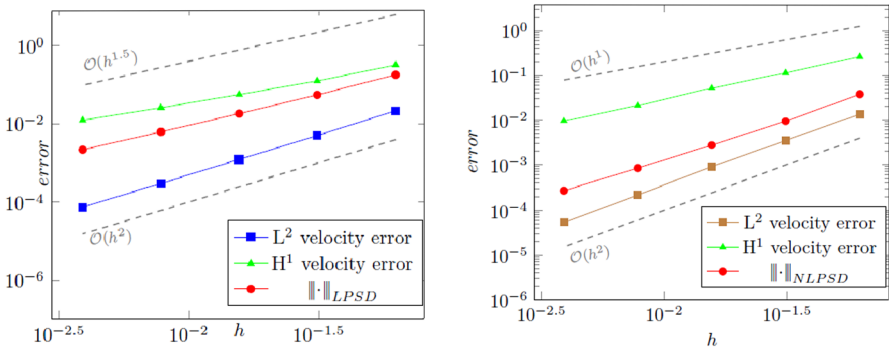 10^0
10^-2
10^-4
10^-6
error
O(h^1.5)
O(h^2)
L^2 velocity error
H^1 velocity error
|||·|||_LPSD
10^-2.5
10^-2
h
10^-1.5
10^0
10^-1
10^-2
10^-3
10^-4
10^-5
10^-6
error
O(h^1)
O(h^2)
L^2 velocity error
H^1 velocity error
|||·|||_NLPSD
10^-2.5
10^-2
10^-1.5
h